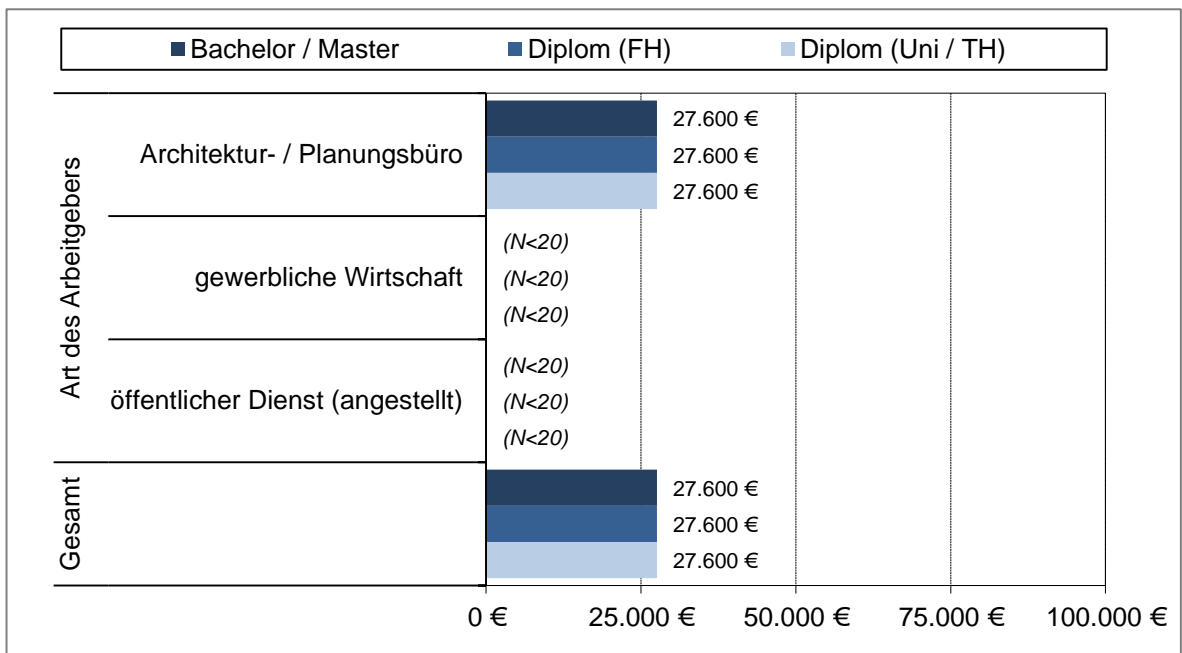 Bachelor / Master Diplom (FH) Diplom (Uni / TH)
Art des Arbeitgebers
Architektur- / Planungsbüro
27.600 €
27.600 €
27.600 €
gewerbliche Wirtschaft
(N<20)
(N<20)
(N<20)
öffentlicher Dienst (angestellt)
(N<20)
(N<20)
(N<20)
Gesamt
27.600 €
27.600 €
27.600 €
0 € 25.000 € 50.000 € 75.000 € 100.000 €